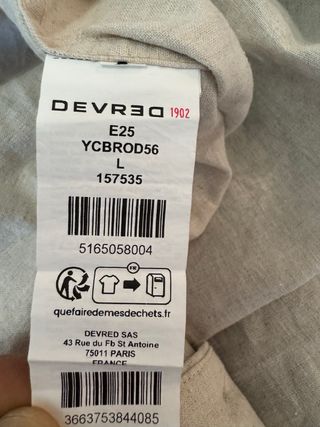 DEVRED 1902
E25
YCBROD56
L
157535
5165058004
FR
quefairedemesdechets.fr
DEVRED SAS
43 Rue du Fb St Antoine
75011 PARIS
FRANCE
3663753844085